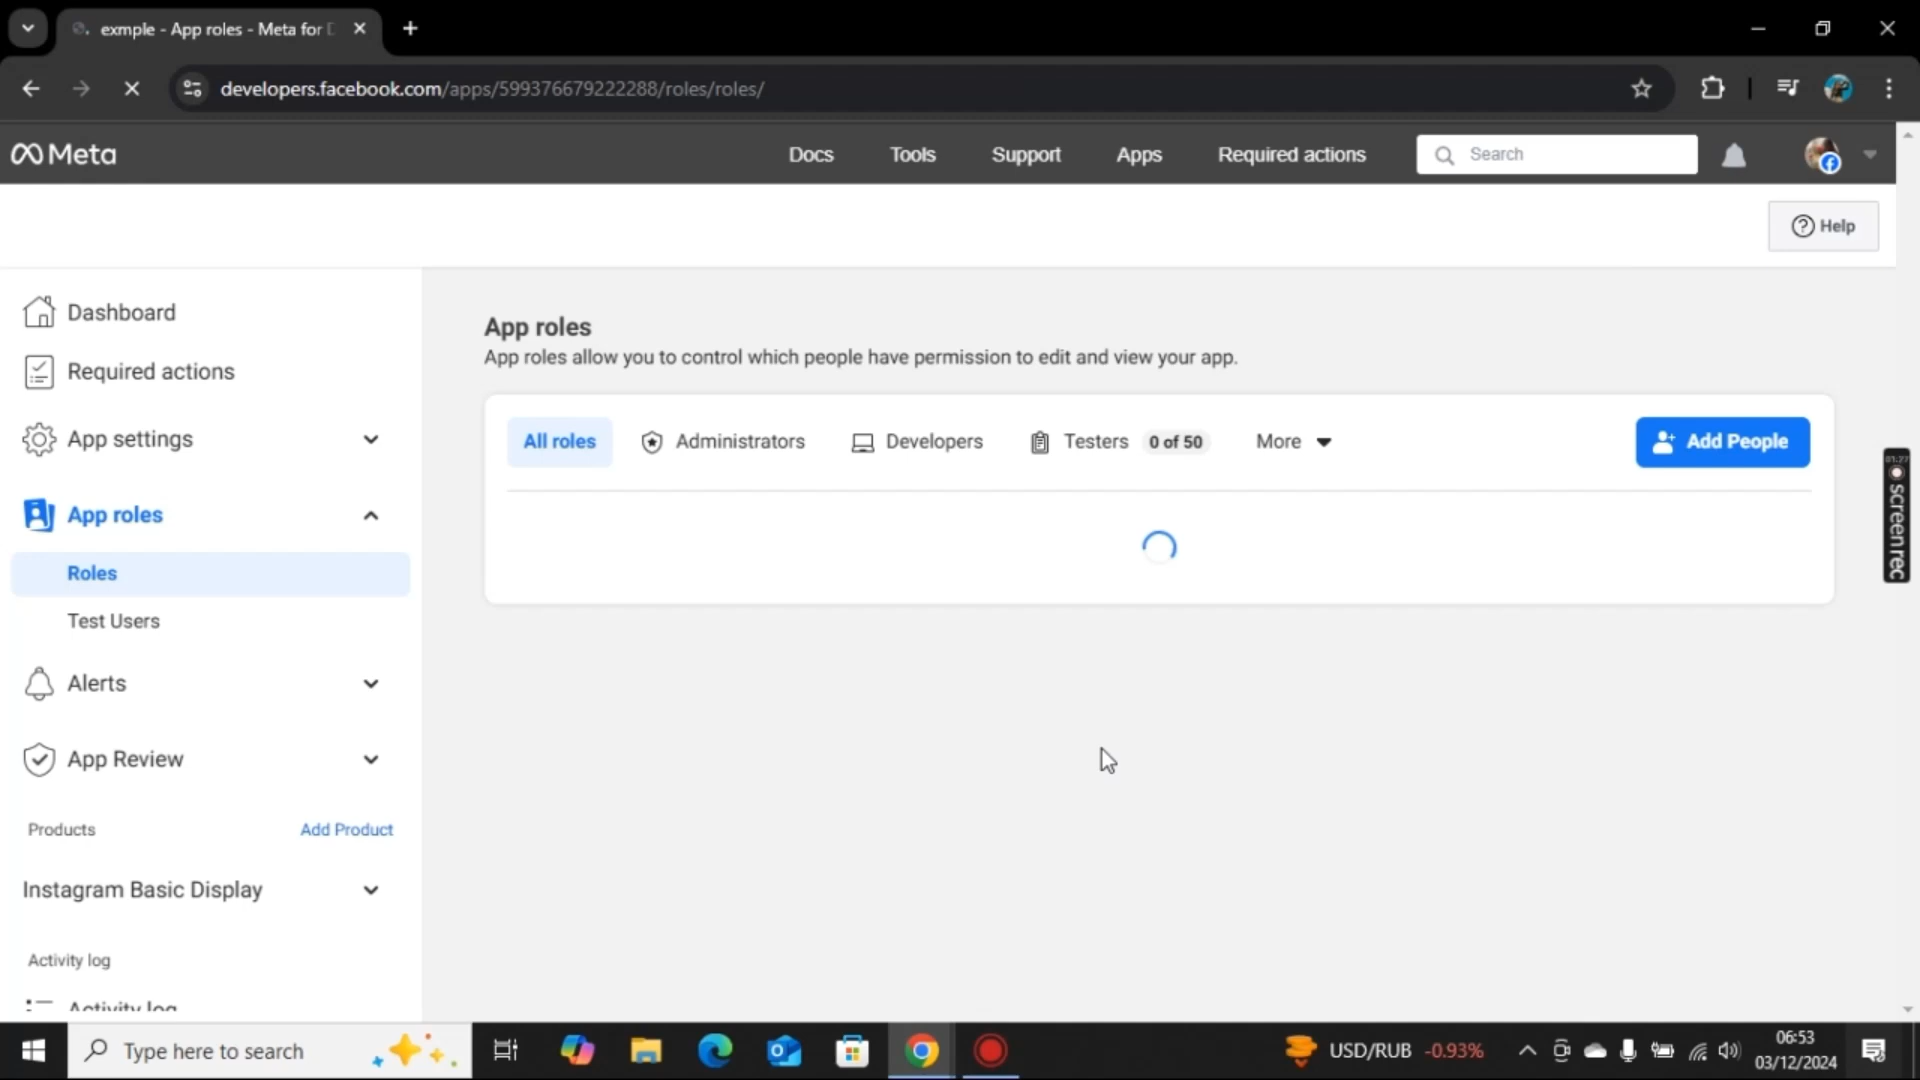 exmple - App roles - Meta for D
developers.facebook.com/apps/599376679222288/roles/roles/
Meta
Docs
Tools
Support
Apps
Required actions
Search
Help
Dashboard
Required actions
App settings
App roles
Roles
Test Users
Alerts
App Review
Products
Add Product
Instagram Basic Display
Activity log
Activity log
App roles
App roles allow you to control which people have permission to edit and view your app.
All roles
Administrators
Developers
Testers 0 of 50
More
Add People
01:27
screenrec
Type here to search
USD/RUB -0.93%
06:53
03/12/2024